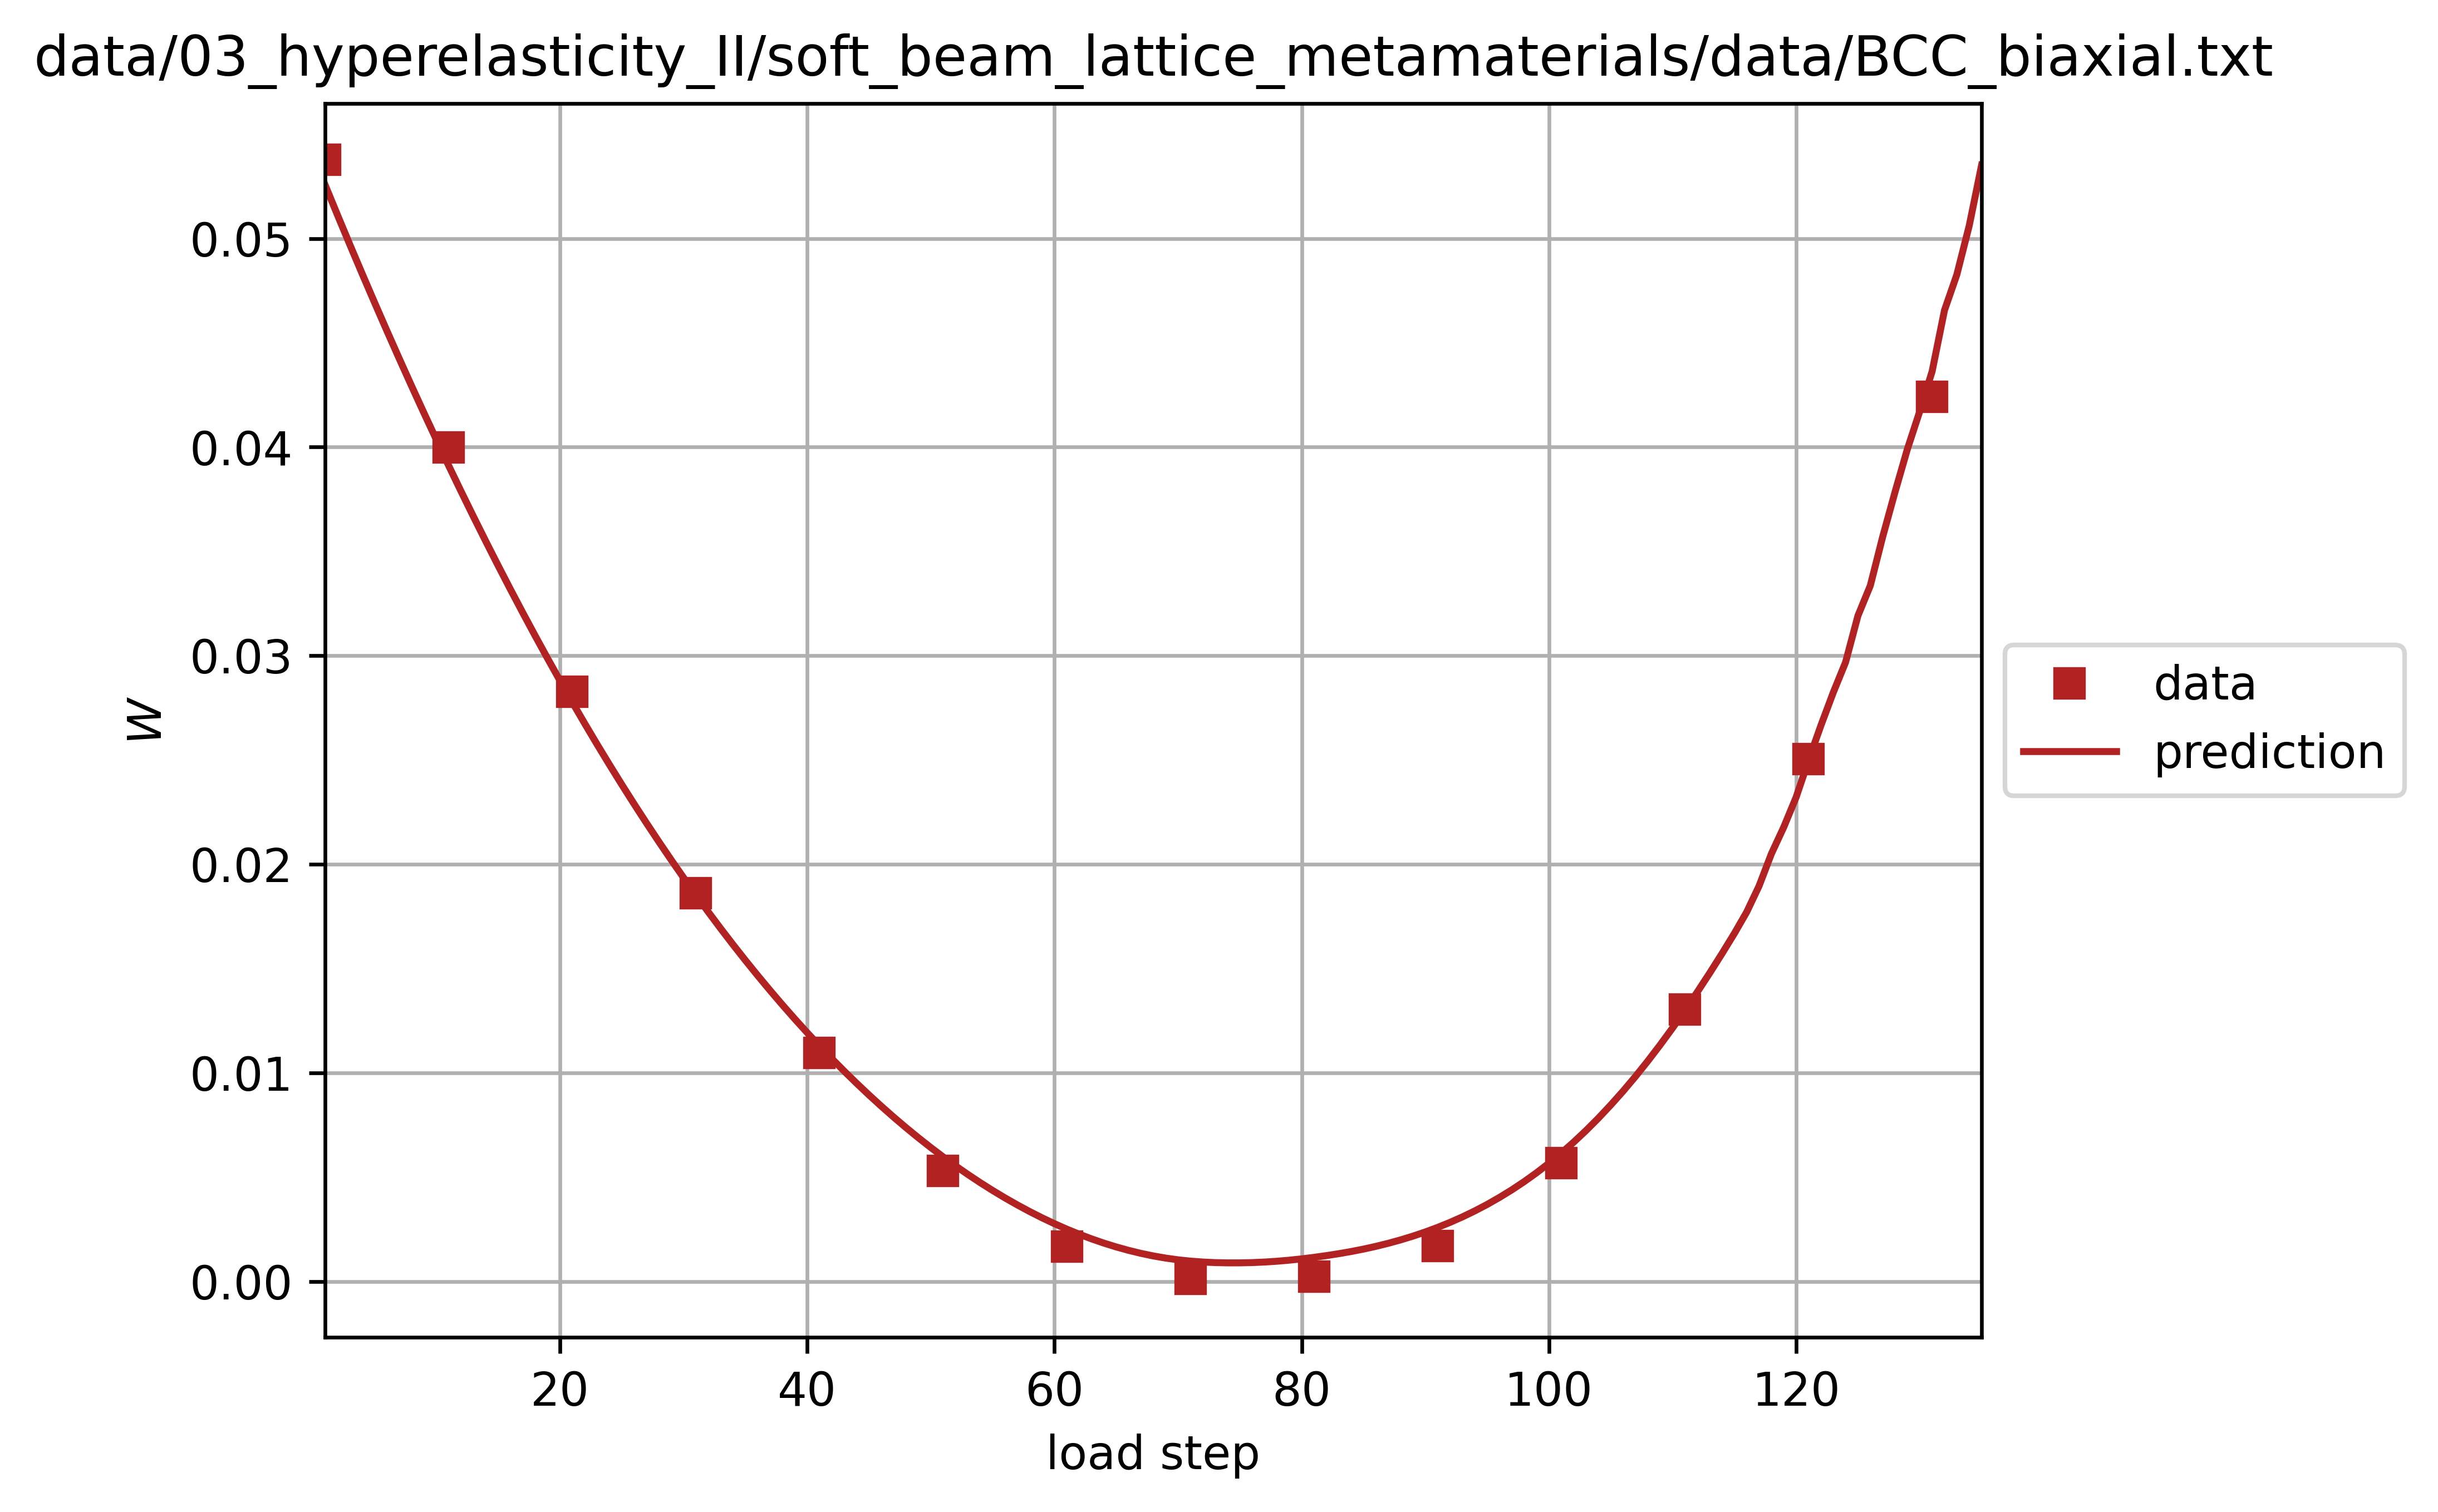 data/03_hyperelasticity_II/soft_beam_lattice_metamaterials/data/BCC_biaxial.txt
0.05
0.04
0.03
0.02
0.01
0.00
W
20 40 60 80 100 120
load step
data
prediction